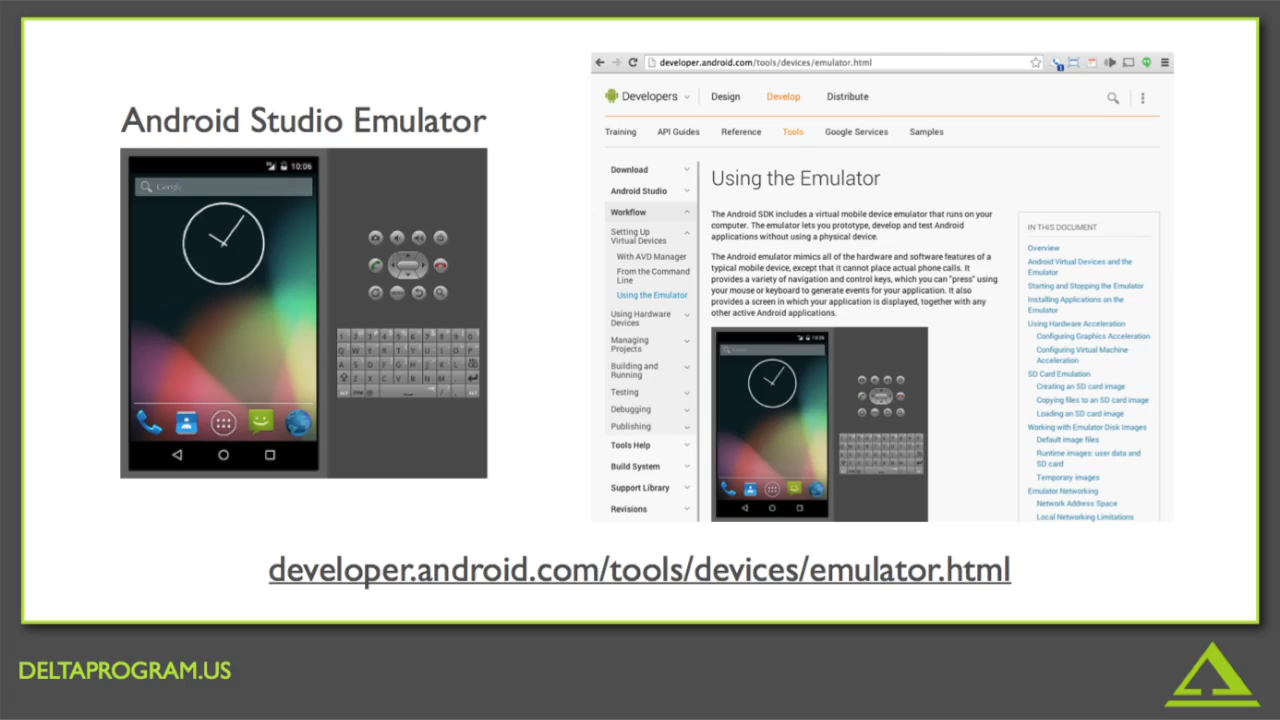 Android Studio Emulator
10:06
developer.android.com/tools/devices/emulator.html
Developers
Design
Develop
Distribute
Training
API Guides
Reference
Tools
Google Services
Samples
Download
Android Studio
Workflow
Setting Up
Virtual Devices
With AVD Manager
From the Command
Line
Using the Emulator
Using Hardware
Devices
Managing
Projects
Building and
Running
Testing
Debugging
Publishing
Tools Help
Build System
Support Library
Revisions
Using the Emulator
The Android SDK includes a virtual mobile device emulator that runs on your
computer. The emulator lets you prototype, develop and test Android
applications without using a physical device.
The Android emulator mimics all of the hardware and software features of a
typical mobile device, except that it cannot place actual phone calls. It
provides a variety of navigation and control keys, which you can "press" using
your mouse or keyboard to generate events for your application. It also
provides a screen in which your application is displayed, together with any
other active Android applications.
IN THIS DOCUMENT
Overview
Android Virtual Devices and the
Emulator
Starting and Stopping the Emulator
Installing Applications on the
Emulator
Using Hardware Acceleration
Configuring Graphics Acceleration
Configuring Virtual Machine
Acceleration
SD Card Emulation
Creating an SD card image
Copying files to an SD card image
Loading an SD card image
Working with Emulator Disk Images
Default image files
Runtime images: user data and
SD card
Temporary images
Emulator Networking
Network Address Space
Local Networking Limitations
developer.android.com/tools/devices/emulator.html
DELTAPROGRAM.US